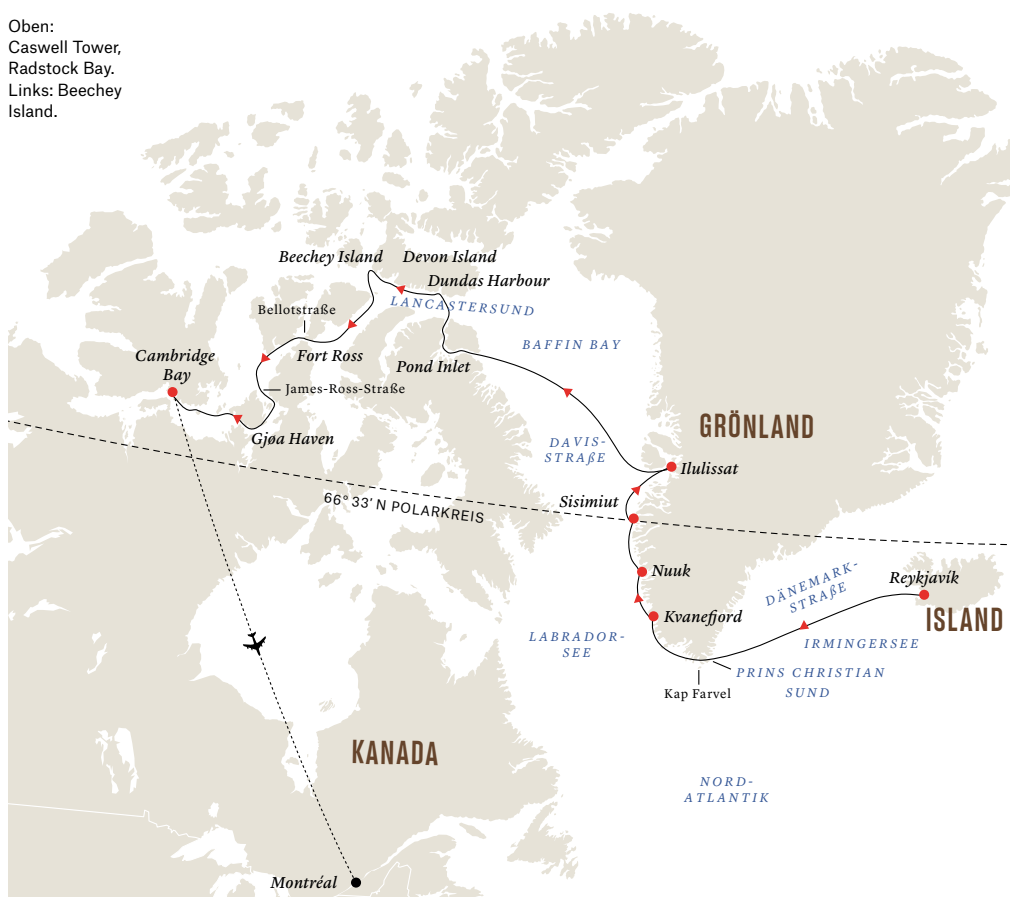 Oben:
Caswell Tower,
Radstock Bay.
Links: Beechey
Island.
Beechey Island
Devon Island
Dundas Harbour
LANCASTERSUND
Bellotstraße
Fort Ross
BAFFIN BAY
Cambridge
Bay
Pond Inlet
James-Ross-Straße
Gjøa Haven
GRÖNLAND
DAVIS-
STRAßE
Ilulissat
Sisimiut
66° 33' N POLARKREIS
Nuuk
DÄNEMARK-
STRAßE
Reykjavík
Kvanefjord
ISLAND
LABRADOR-
SEE
IRMINGERSEE
PRINS CHRISTIAN
SUND
Kap Farvel
KANADA
NORD-
ATLANTIK
Montréal